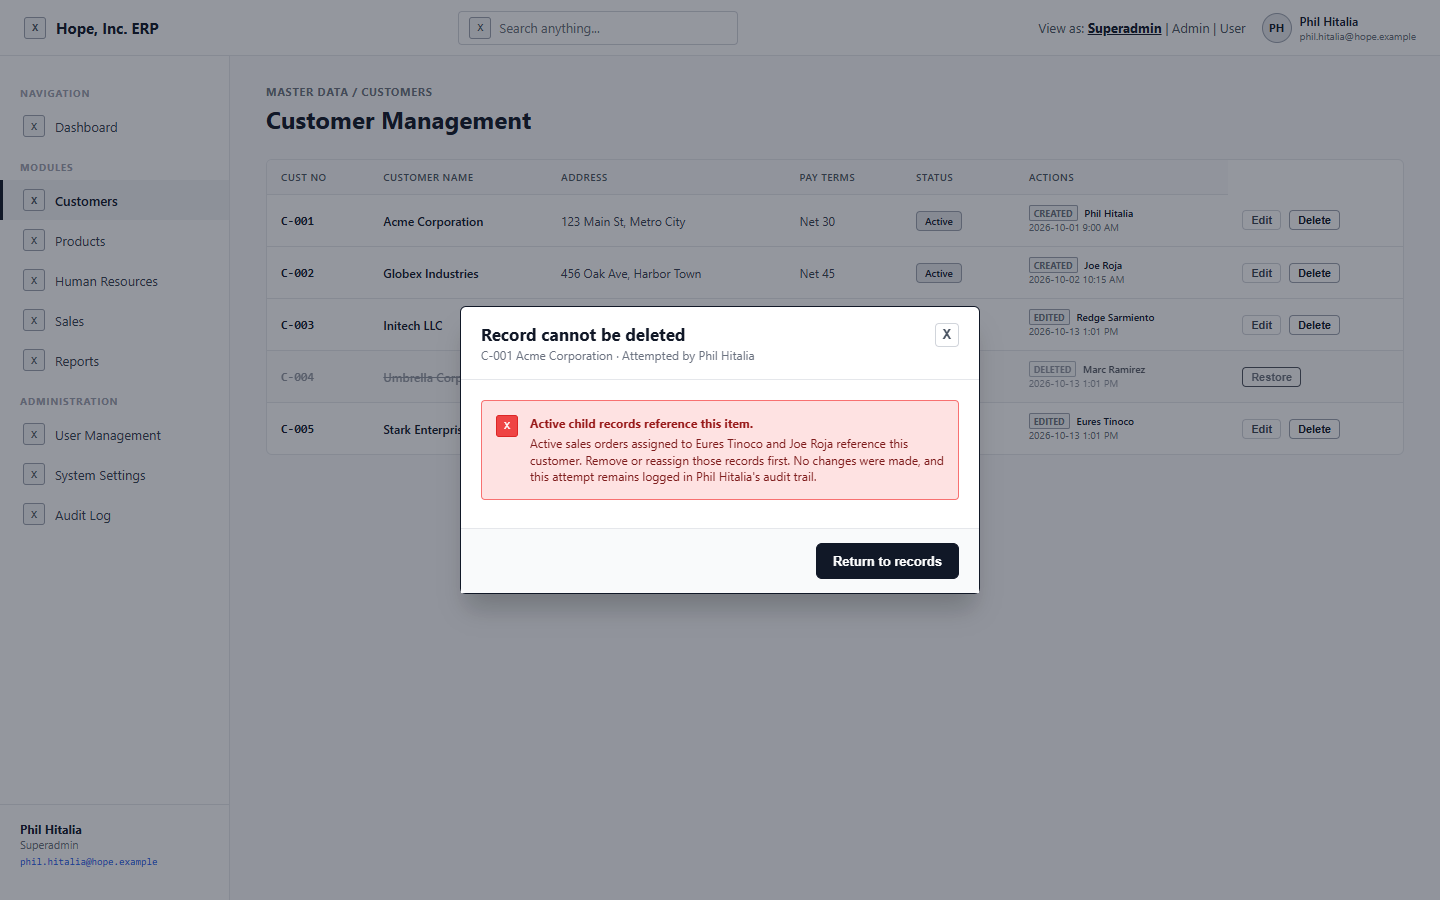 X Hope, Inc. ERP
X Search anything...
View as: Superadmin | Admin | User
PH Phil Hitalia
phil.hitalia@hope.example
NAVIGATION
X Dashboard
MODULES
X Customers
X Products
X Human Resources
X Sales
X Reports
ADMINISTRATION
X User Management
X System Settings
X Audit Log
Phil Hitalia
Superadmin
phil.hitalia@hope.example
MASTER DATA / CUSTOMERS
Customer Management
CUST NO CUSTOMER NAME ADDRESS PAY TERMS STATUS ACTIONS
C-001 Acme Corporation 123 Main St, Metro City Net 30 Active CREATED Phil Hitalia Edit Delete
2026-10-01 9:00 AM
C-002 Globex Industries 456 Oak Ave, Harbor Town Net 45 Active CREATED Joe Roja Edit Delete
2026-10-02 10:15 AM
C-003 Initech LLC EDITED Redge Sarmiento Edit Delete
2026-10-13 1:01 PM
C-004 Umbrella Corp DELETED Marc Ramirez Restore
2026-10-13 1:01 PM
C-005 Stark Enterpris EDITED Eures Tinoco Edit Delete
2026-10-13 1:01 PM
Record cannot be deleted X
C-001 Acme Corporation · Attempted by Phil Hitalia
X Active child records reference this item.
Active sales orders assigned to Eures Tinoco and Joe Roja reference this
customer. Remove or reassign those records first. No changes were made, and
this attempt remains logged in Phil Hitalia's audit trail.
Return to records